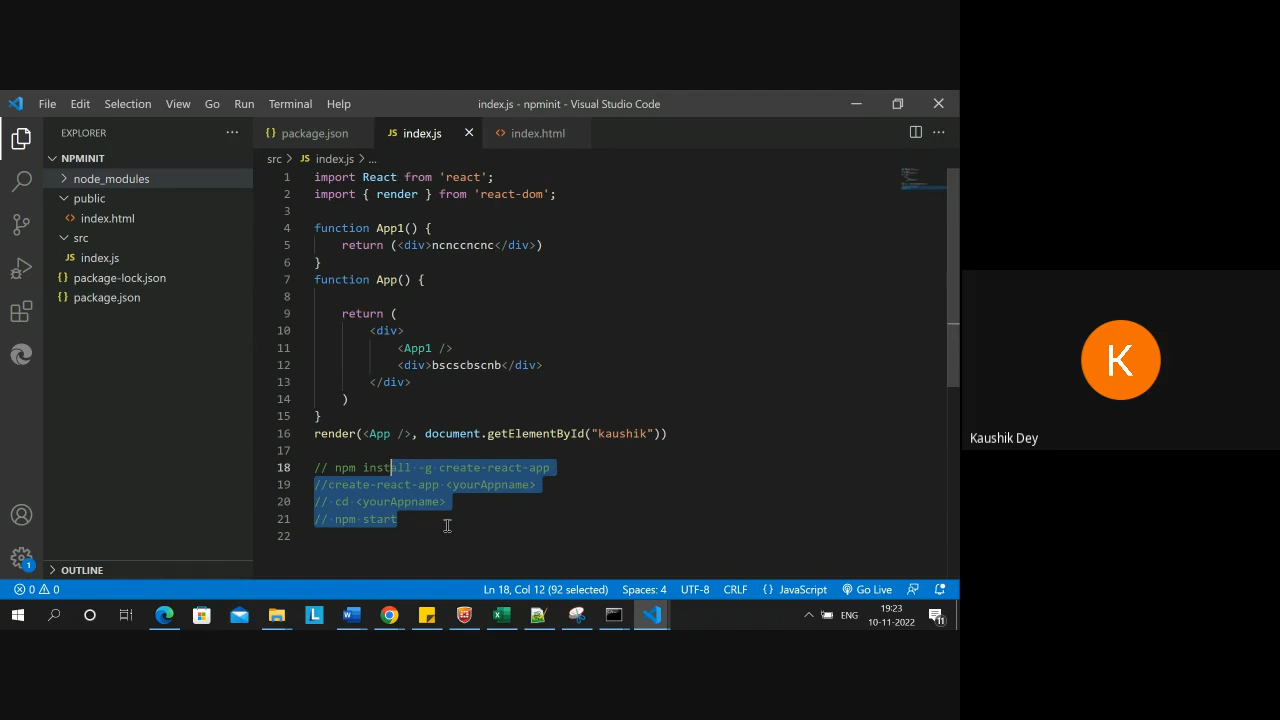 File Edit Selection View Go Run Terminal Help
index.js - npminit - Visual Studio Code
EXPLORER
NPMINIT
node_modules
public
<> index.html
src
JS index.js
{} package-lock.json
{} package.json
OUTLINE
{} package.json
JS index.js
<> index.html
src > JS index.js > ...
1 import React from 'react';
2 import { render } from 'react-dom';
3
4 function App1() {
5 return (<div>ncnccncnc</div>)
6 }
7 function App() {
8
9 return (
10 <div>
11 <App1 />
12 <div>bscscbscnb</div>
13 </div>
14 )
15 }
16 render(<App />, document.getElementById("kaushik"))
17
18 // npm install -g create-react-app
19 //create-react-app <yourAppname>
20 // cd <yourAppname>
21 // npm start
22
1
0 0
Ln 18, Col 12 (92 selected) Spaces: 4 UTF-8 CRLF {} JavaScript Go Live
L
ENG
19:23
10-11-2022
11
K
Kaushik Dey